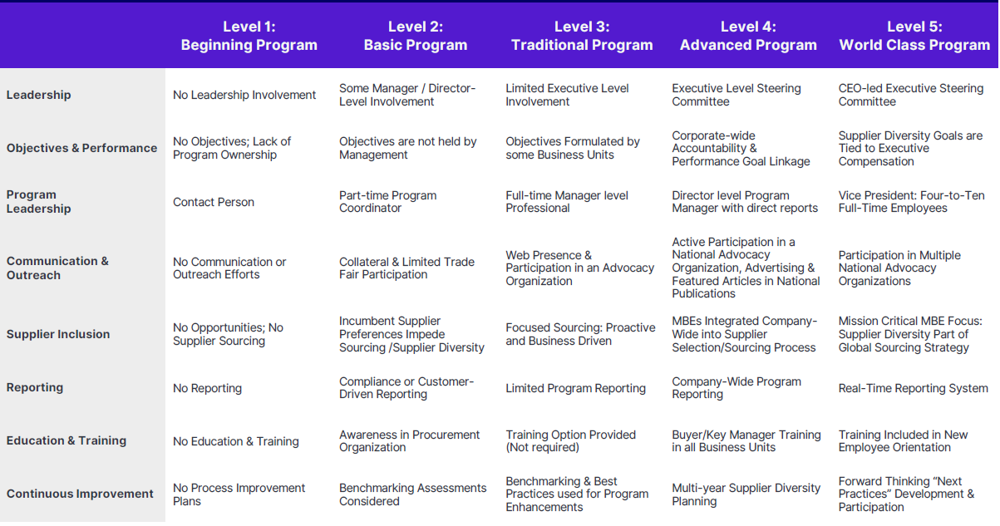 Level 1:
Beginning Program
Level 2:
Basic Program
Level 3:
Traditional Program
Level 4:
Advanced Program
Level 5:
World Class Program
Leadership
No Leadership Involvement
Some Manager / Director-
Level Involvement
Limited Executive Level
Involvement
Executive Level Steering
Committee
CEO-led Executive Steering
Committee
Objectives & Performance
No Objectives; Lack of
Program Ownership
Objectives are not held by
Management
Objectives Formulated by
some Business Units
Corporate-wide
Accountability &
Performance Goal Linkage
Supplier Diversity Goals are
Tied to Executive
Compensation
Program
Leadership
Contact Person
Part-time Program
Coordinator
Full-time Manager level
Professional
Director level Program
Manager with direct reports
Vice President: Four-to-Ten
Full-Time Employees
Communication &
Outreach
No Communication or
Outreach Efforts
Collateral & Limited Trade
Fair Participation
Web Presence &
Participation in an Advocacy
Organization
Active Participation in a
National Advocacy
Organization, Advertising &
Featured Articles in National
Publications
Participation in Multiple
National Advocacy
Organizations
Supplier Inclusion
No Opportunities; No
Supplier Sourcing
Incumbent Supplier
Preferences Impede
Sourcing /Supplier Diversity
Focused Sourcing: Proactive
and Business Driven
MBEs Integrated Company-
Wide into Supplier
Selection/Sourcing Process
Mission Critical MBE Focus:
Supplier Diversity Part of
Global Sourcing Strategy
Reporting
No Reporting
Compliance or Customer-
Driven Reporting
Limited Program Reporting
Company-Wide Program
Reporting
Real-Time Reporting System
Education & Training
No Education & Training
Awareness in Procurement
Organization
Training Option Provided
(Not required)
Buyer/Key Manager Training
in all Business Units
Training Included in New
Employee Orientation
Continuous Improvement
No Process Improvement
Plans
Benchmarking Assessments
Considered
Benchmarking & Best
Practices used for Program
Enhancements
Multi-year Supplier Diversity
Planning
Forward Thinking “Next
Practices” Development &
Participation